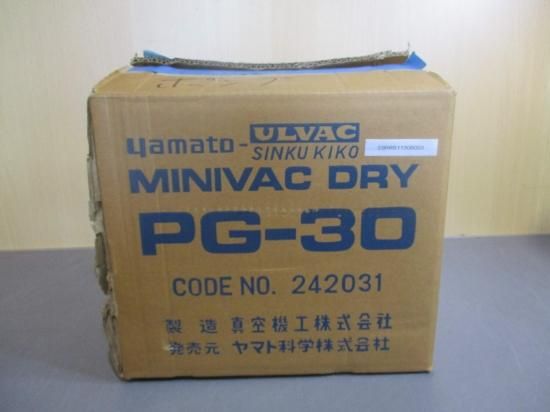 yamato-ULVAC
SINKU KIKO
MINIVAC DRY
PG-30
CODE NO. 242031
製造 真空機工株式会社
発売元 ヤマト科学株式会社